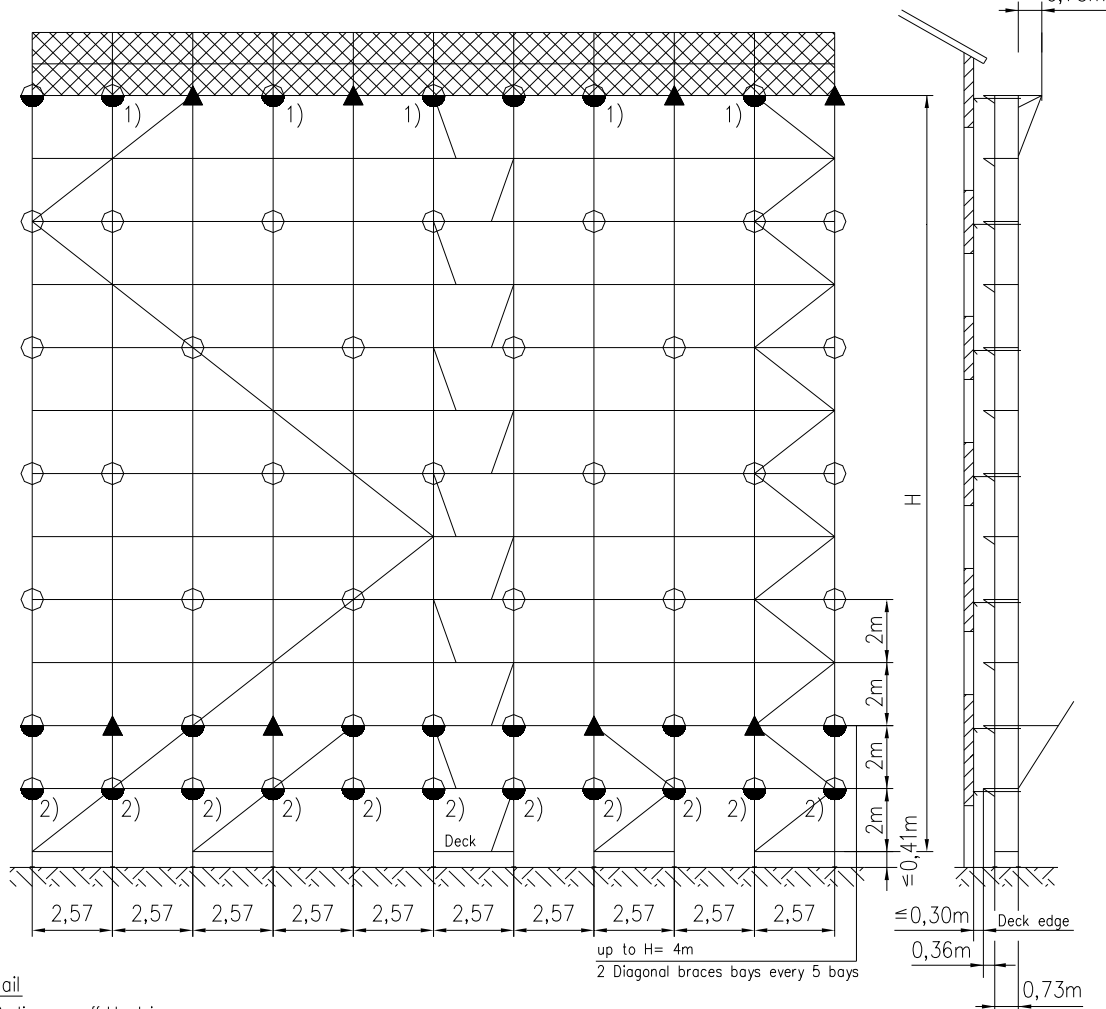 1) 1) 1) 1) 1)
H
2m
2m
2m
2m
≤0,41m
2) 2) 2) 2) 2) 2) 2) 2) 2) 2)
Deck
2,57 2,57 2,57 2,57 2,57 2,57 2,57 2,57 2,57 2,57
≤0,30m Deck edge
up to H= 4m
2 Diagonal braces bays every 5 bays
0,36m
0,73m